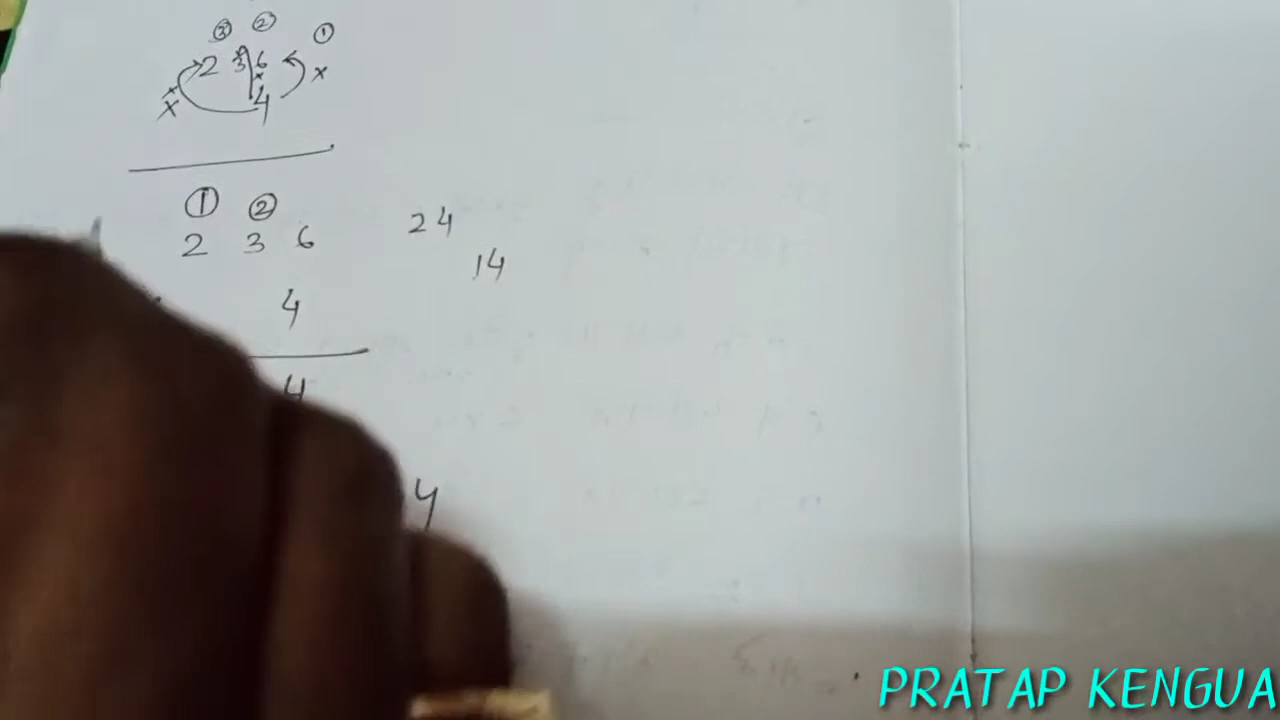 ③ ② ①
2 3 6
x x x
4
① ②
2 3 6 24
14
4
4
4
PRATAP KENGUA